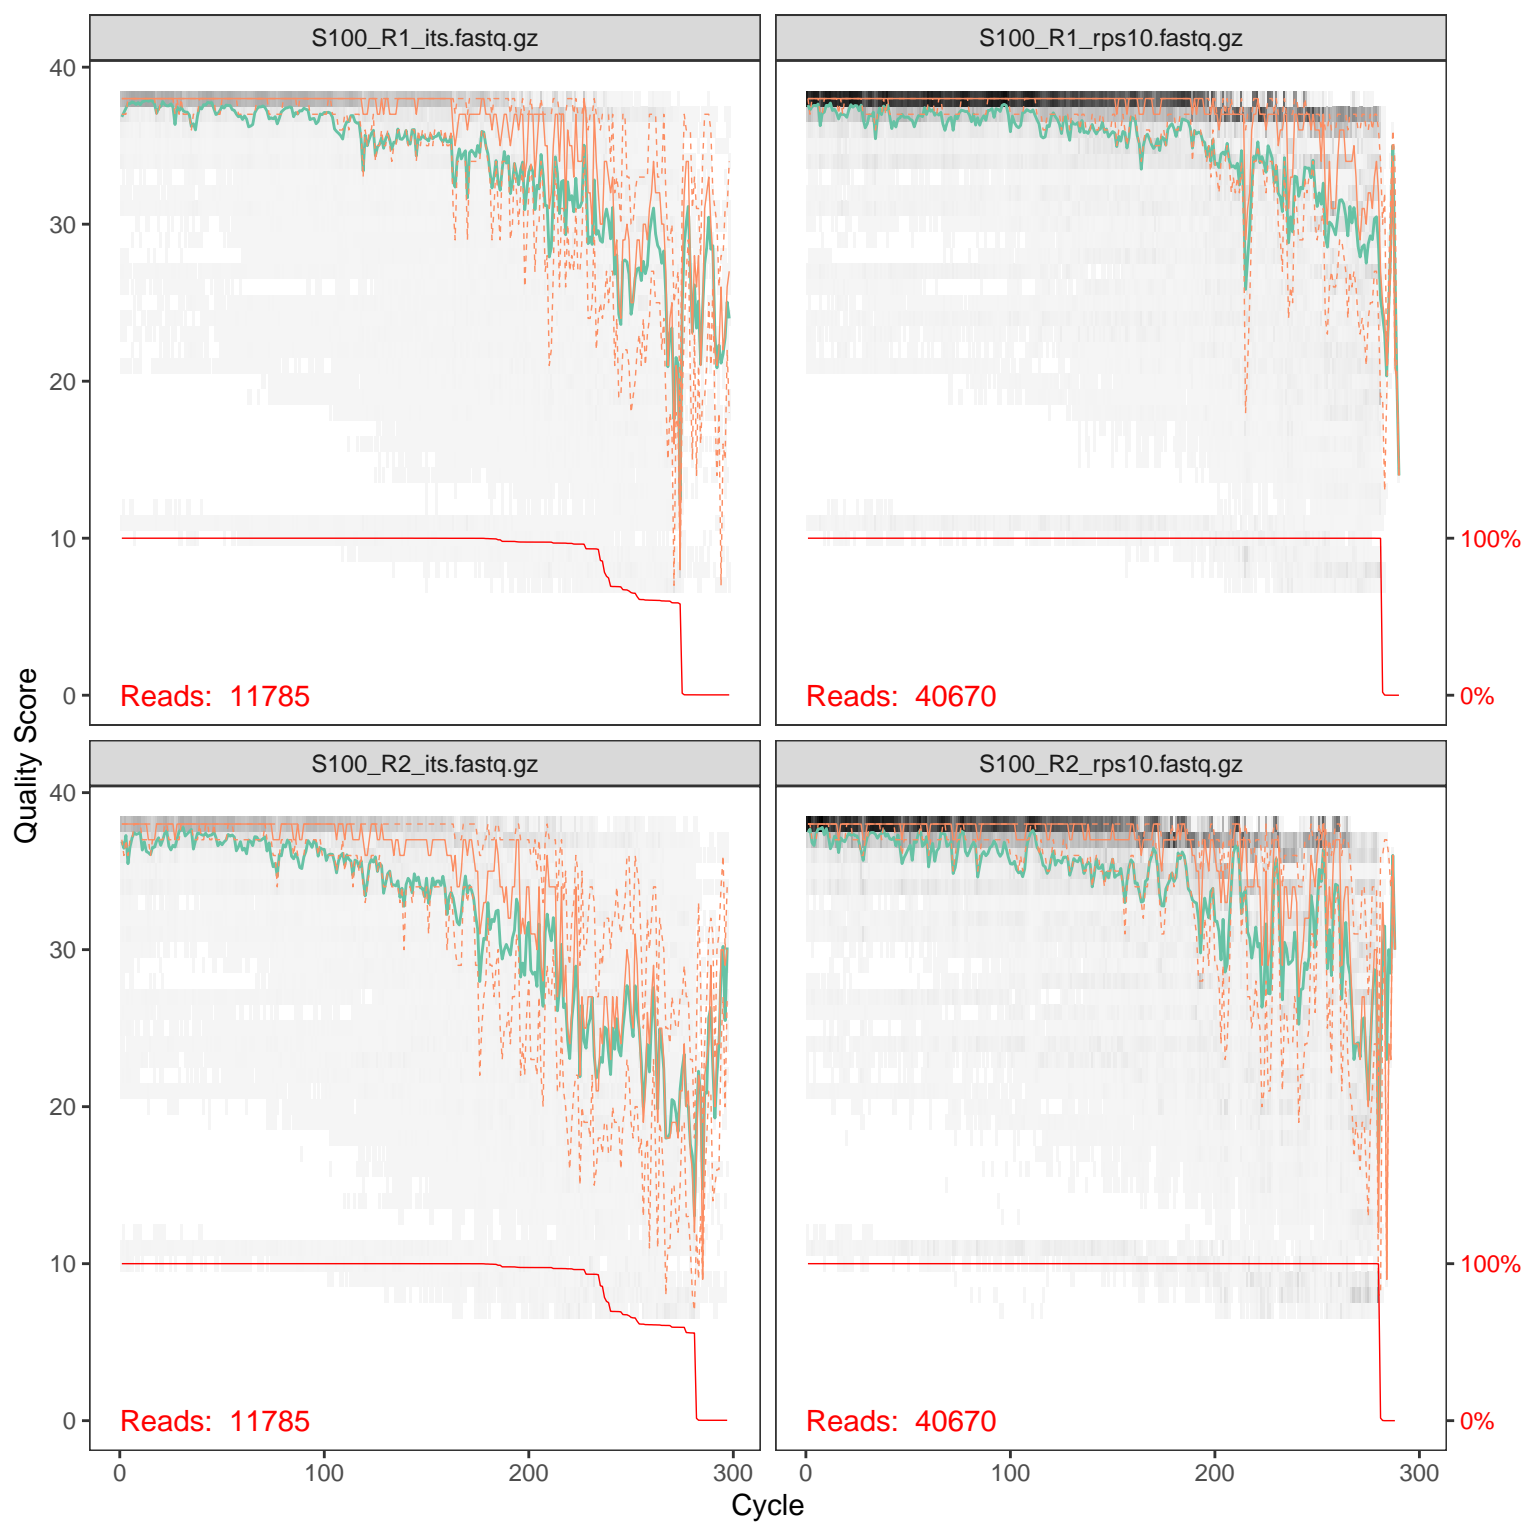 S100_R1_its.fastq.gz
S100_R1_rps10.fastq.gz
40
30
20
10
0
Reads: 11785
Reads: 40670
100%
0%
Quality Score
S100_R2_its.fastq.gz
S100_R2_rps10.fastq.gz
40
30
20
10
0
Reads: 11785
Reads: 40670
100%
0%
0 100 200 300
0 100 200 300
Cycle